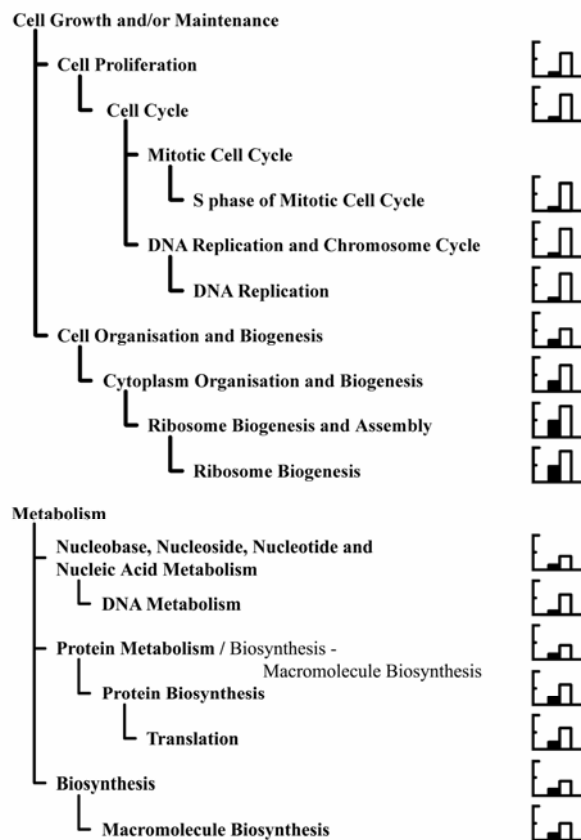 Cell Growth and/or Maintenance
Cell Proliferation
Cell Cycle
Mitotic Cell Cycle
S phase of Mitotic Cell Cycle
DNA Replication and Chromosome Cycle
DNA Replication
Cell Organisation and Biogenesis
Cytoplasm Organisation and Biogenesis
Ribosome Biogenesis and Assembly
Ribosome Biogenesis
Metabolism
Nucleobase, Nucleoside, Nucleotide and
Nucleic Acid Metabolism
DNA Metabolism
Protein Metabolism / Biosynthesis -
Macromolecule Biosynthesis
Protein Biosynthesis
Translation
Biosynthesis
Macromolecule Biosynthesis